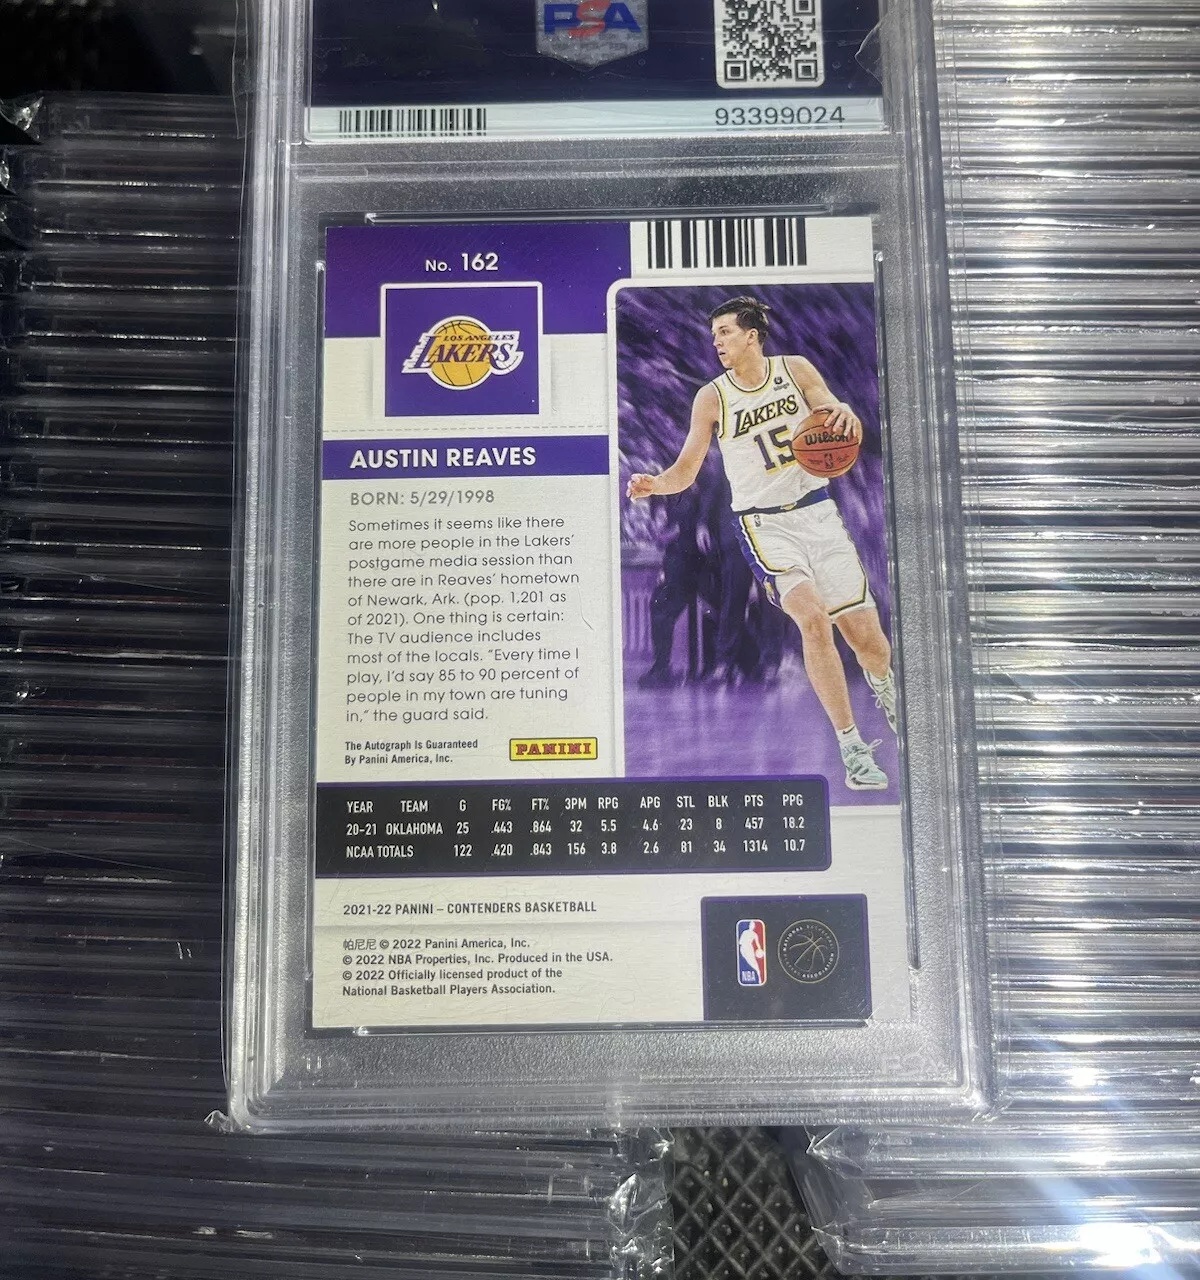 PSA
93399024
No. 162
LOS ANGELES
LAKERS
LAKERS
15
Wilson
AUSTIN REAVES
BORN: 5/29/1998
Sometimes it seems like there
are more people in the Lakers'
postgame media session than
there are in Reaves' hometown
of Newark, Ark. (pop. 1,201 as
of 2021). One thing is certain:
The TV audience includes
most of the locals. "Every time I
play, I'd say 85 to 90 percent of
people in my town are tuning
in," the guard said.
The Autograph Is Guaranteed
By Panini America, Inc.
PANINI
YEAR TEAM G FG% FT% 3PM RPG APG STL BLK PTS PPG
20-21 OKLAHOMA 25 .443 .864 32 5.5 4.6 23 8 457 18.2
NCAA TOTALS 122 .420 .843 156 3.8 2.6 81 34 1314 10.7
2021-22 PANINI – CONTENDERS BASKETBALL
帕尼尼 © 2022 Panini America, Inc.
© 2022 NBA Properties, Inc. Produced in the USA.
© 2022 Officially licensed product of the
National Basketball Players Association.
NBA
NATIONAL BASKETBALL PLAYERS ASSOCIATION